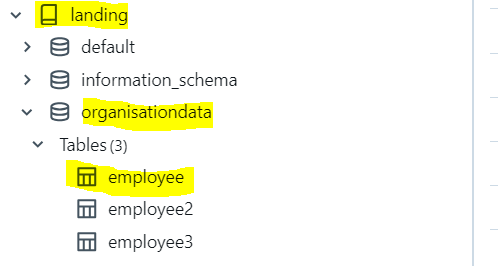 landing
default
information_schema
organisationdata
Tables (3)
employee
employee2
employee3